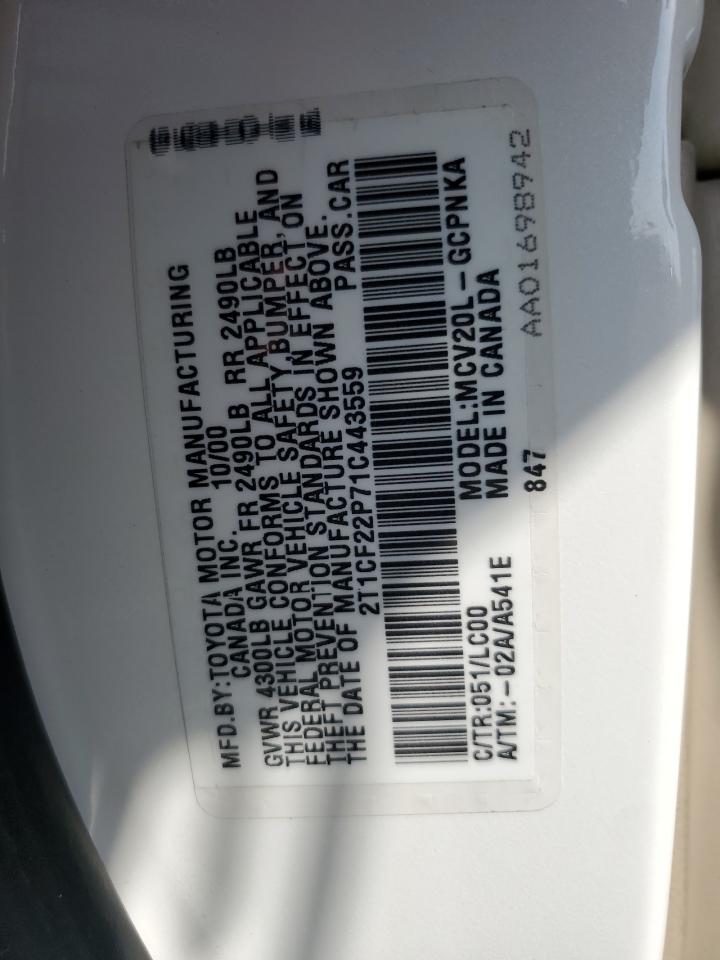 MFD.BY:TOYOTA MOTOR MANUFACTURING
CANADA INC. 10/00
GVWR 4300LB GAWR FR 2490LB RR 2490LB
THIS VEHICLE CONFORMS TO ALL APPLICABLE
FEDERAL MOTOR VEHICLE SAFETY, BUMPER, AND
THEFT PREVENTION STANDARDS IN EFFECT ON
THE DATE OF MANUFACTURE SHOWN ABOVE.
2T1CF22P71C443559 PASS.CAR
C/TR:051/LC00 MODEL:MCV20L-GCPNKA
A/TM:-02A/A541E MADE IN CANADA
847 AA01698942